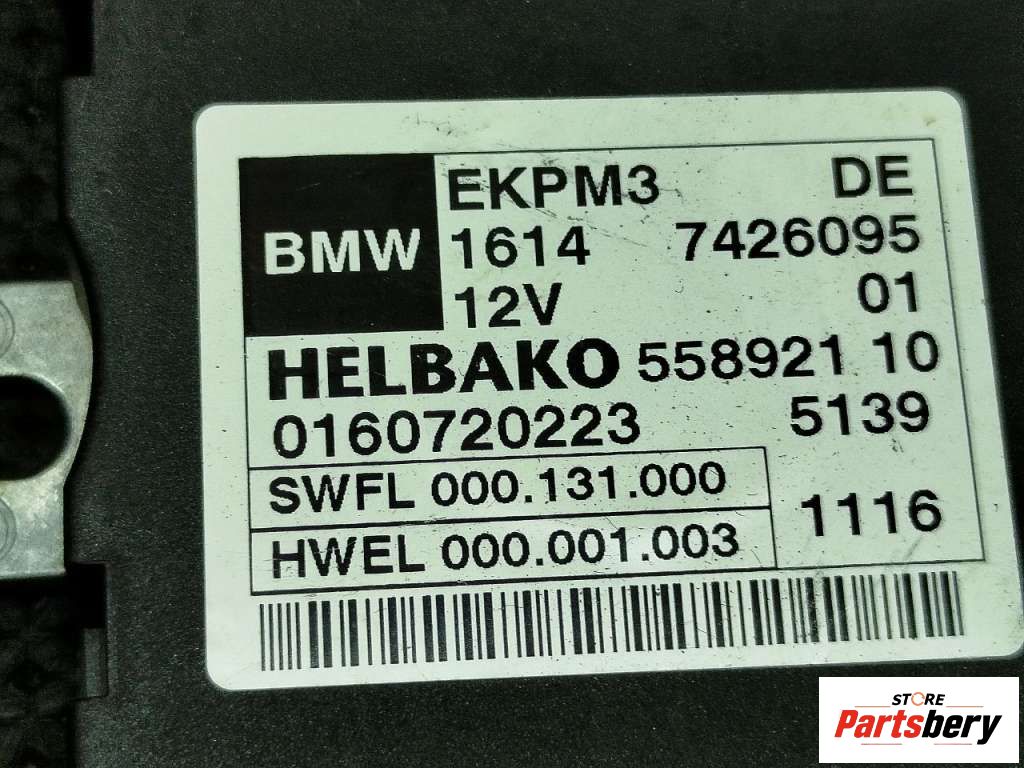 BMW
EKPM3 DE
1614 7426095
12V 01
HELBAKO 558921 10
0160720223 5139
SWFL 000.131.000
HWEL 000.001.003
1116
STORE
Partsbery